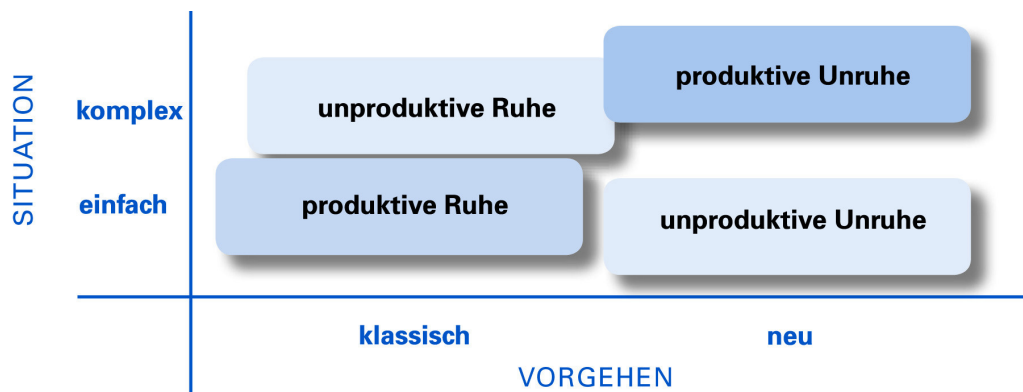 SITUATION
komplex
unproduktive Ruhe
produktive Unruhe
einfach
produktive Ruhe
unproduktive Unruhe
klassisch
neu
VORGEHEN